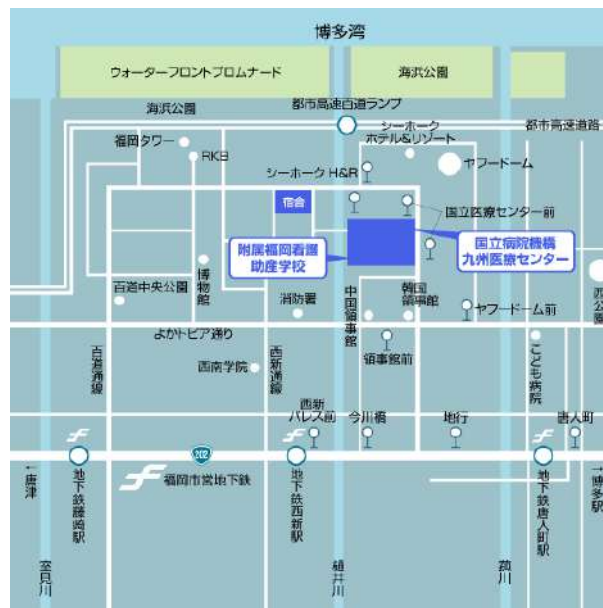 博多湾
ウォーターフロントプロムナード
海浜公園
海浜公園
都市高速百道ランプ
都市高速道路
シーホーク
ホテル&リゾート
福岡タワー
RKB
ヤフードーム
シーホーク H&R
宿舎
国立医療センター前
附属福岡看護
助産学校
国立病院機構
九州医療センター
博物館
百道中央公園
消防署
中国領事館
韓国
領事館
ヤフードーム前
西公園
よかトピア通り
領事館前
百道通線
西南学院
西新通線
こども病院
西新
パレス前
今川橋
地行
唐人町
202
←唐津
地下鉄藤崎駅
福岡市営地下鉄
地下鉄西新駅
地下鉄唐人町駅
→博多駅
室見川
樋井川
菰川